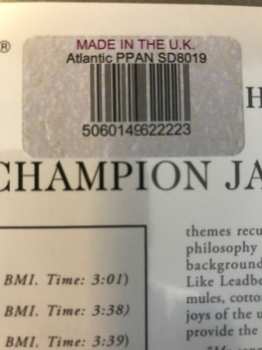 ®
MADE IN THE U.K.
Atlantic PPAN SD8019
5060149622223
H
CHAMPION JA
BMI. Time: 3:01)
BMI. Time: 3:38)
BMI. Time: 3:39)
themes recu
philosophy
background
Like Leadbe
mules, cotto
joys of the u
provide the